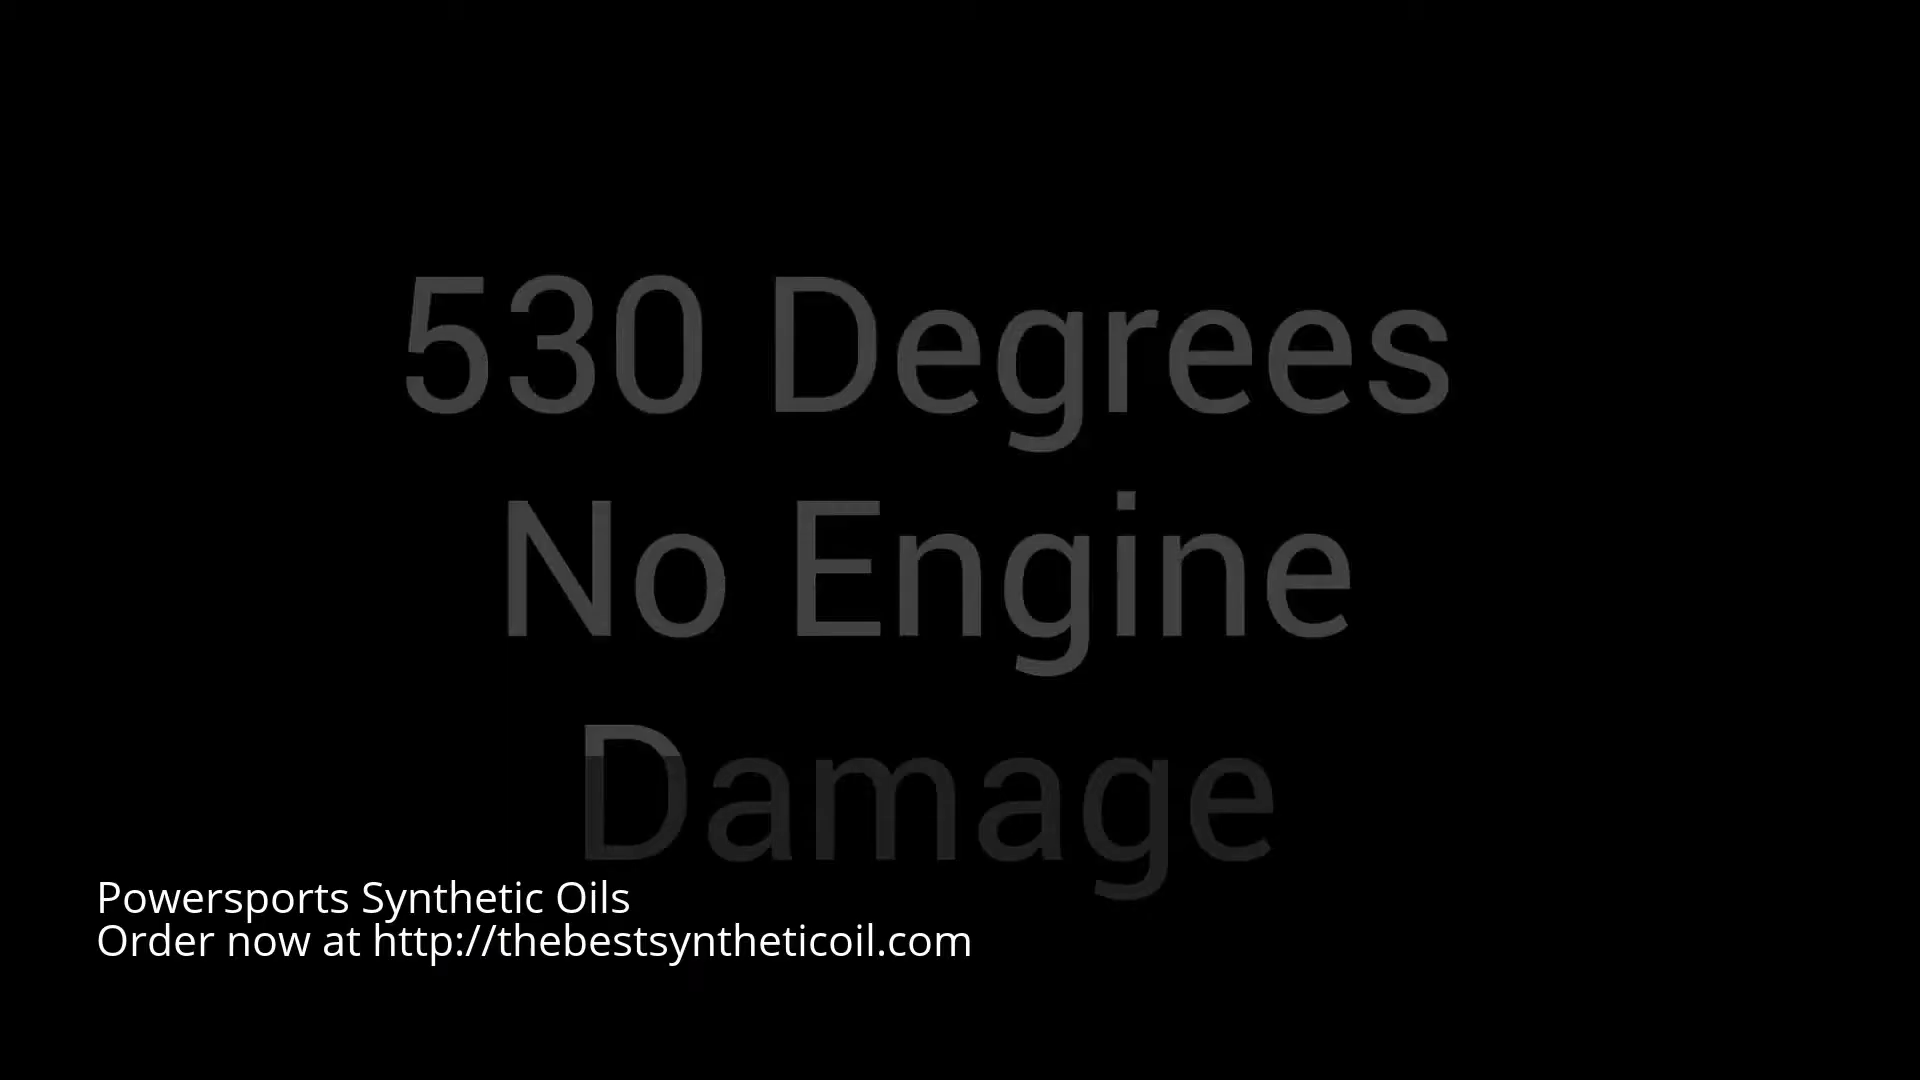 530 Degrees
No Engine
Damage
Powersports Synthetic Oils
Order now at http://thebestsyntheticoil.com